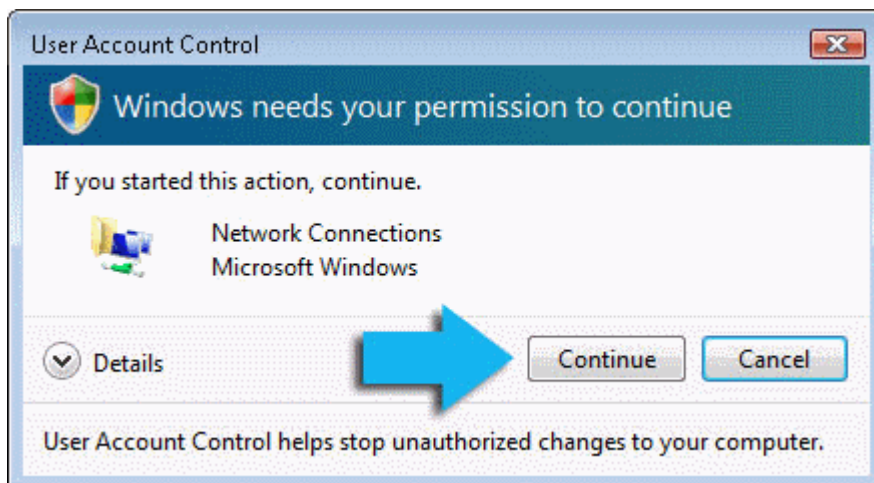 User Account Control
Windows needs your permission to continue
If you started this action, continue.
Network Connections
Microsoft Windows
Details
Continue
Cancel
User Account Control helps stop unauthorized changes to your computer.